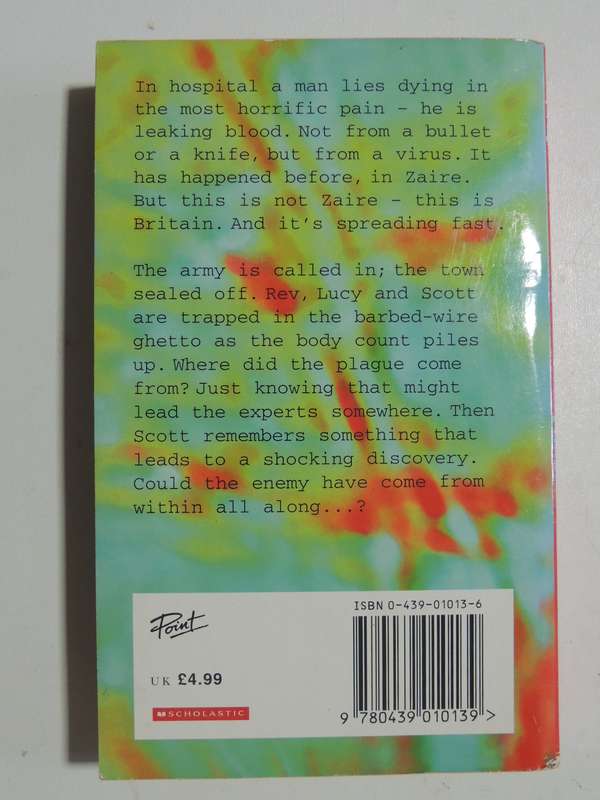 In hospital a man lies dying in
the most horrific pain – he is
leaking blood. Not from a bullet
or a knife, but from a virus. It
has happened before, in Zaire.
But this is not Zaire – this is
Britain. And it's spreading fast.
The army is called in; the town
sealed off. Rev, Lucy and Scott
are trapped in the barbed-wire
ghetto as the body count piles
up. Where did the plague come
from? Just knowing that might
lead the experts somewhere. Then
Scott remembers something that
leads to a shocking discovery.
Could the enemy have come from
within all along...?
Point
UK £4.99
SCHOLASTIC
ISBN 0-439-01013-6
9 780439 010139 >